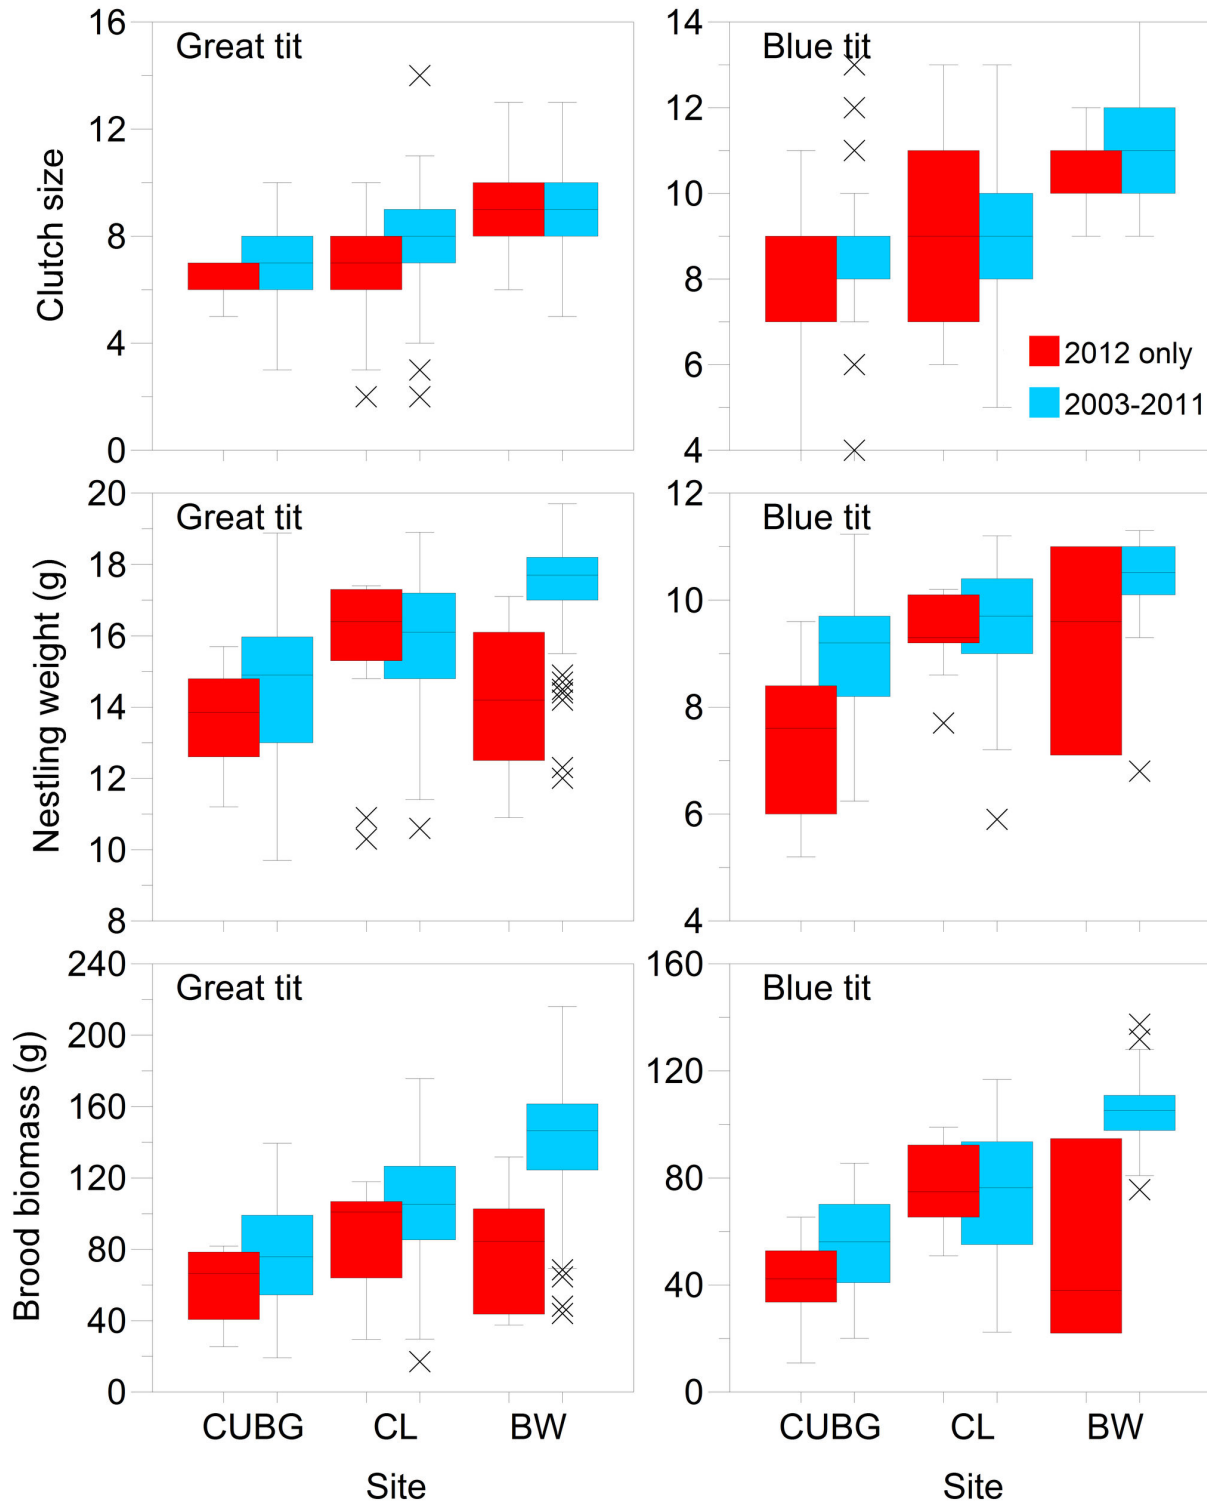 Great tit
Clutch size
16
12
8
4
0
Blue tit
14
12
10
8
6
4
2012 only
2003-2011
Great tit
Nestling weight (g)
20
18
16
14
12
10
8
Blue tit
12
10
8
6
4
Great tit
Brood biomass (g)
240
200
160
120
80
40
0
CUBG CL BW
Site
Blue tit
160
120
80
40
0
CUBG CL BW
Site